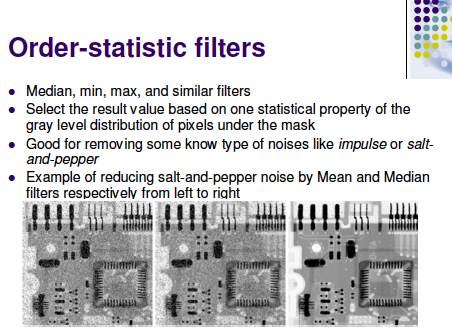 Order-statistic filters
Median, min, max, and similar filters
Select the result value based on one statistical property of the
gray level distribution of pixels under the mask
Good for removing some know type of noises like impulse or salt-
and-pepper
Example of reducing salt-and-pepper noise by Mean and Median
filters respectively from left to right